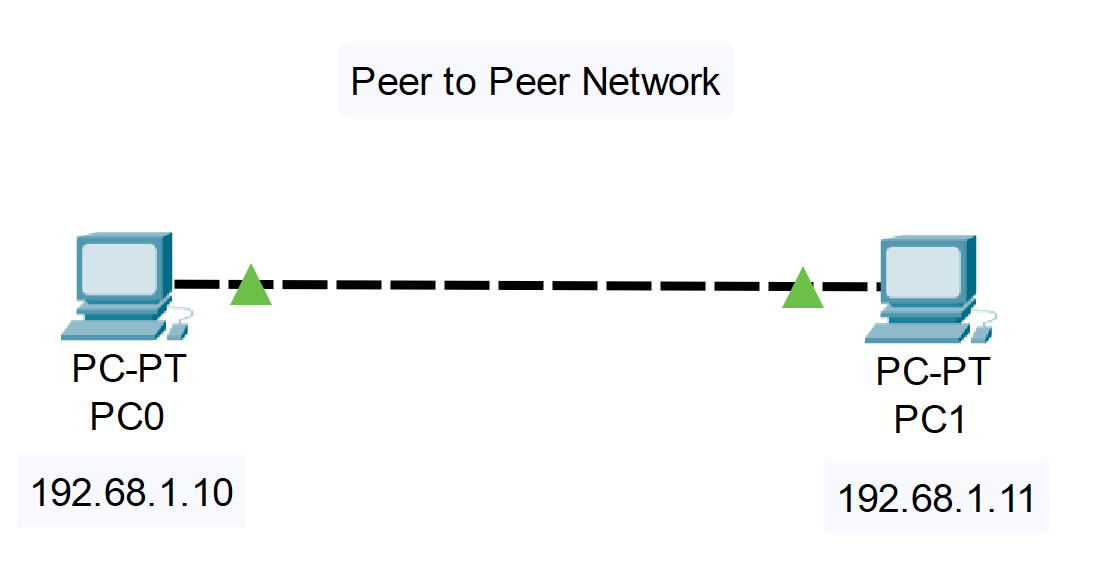 Peer to Peer Network
PC-PT
PC0
192.68.1.10
PC-PT
PC1
192.68.1.11